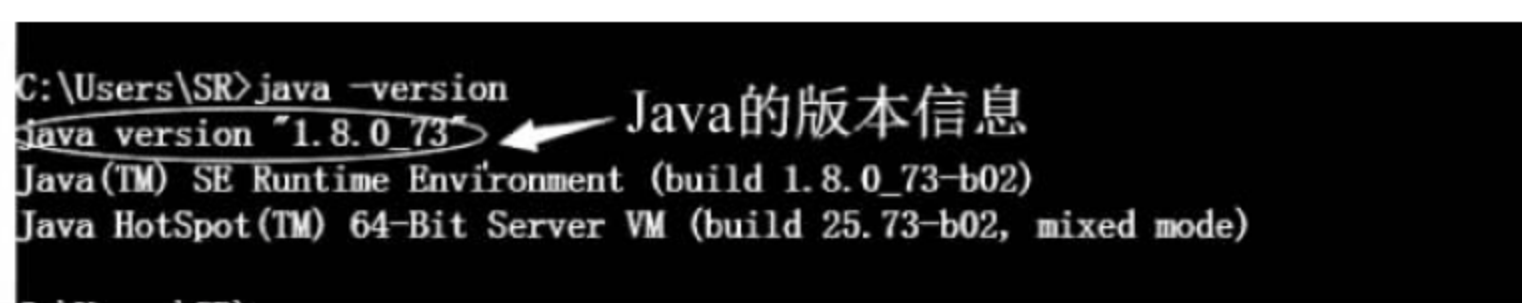 C:\Users\SR>java -version
java version "1.8.0_73"
Java的版本信息
Java(TM) SE Runtime Environment (build 1.8.0_73-b02)
Java HotSpot(TM) 64-Bit Server VM (build 25.73-b02, mixed mode)